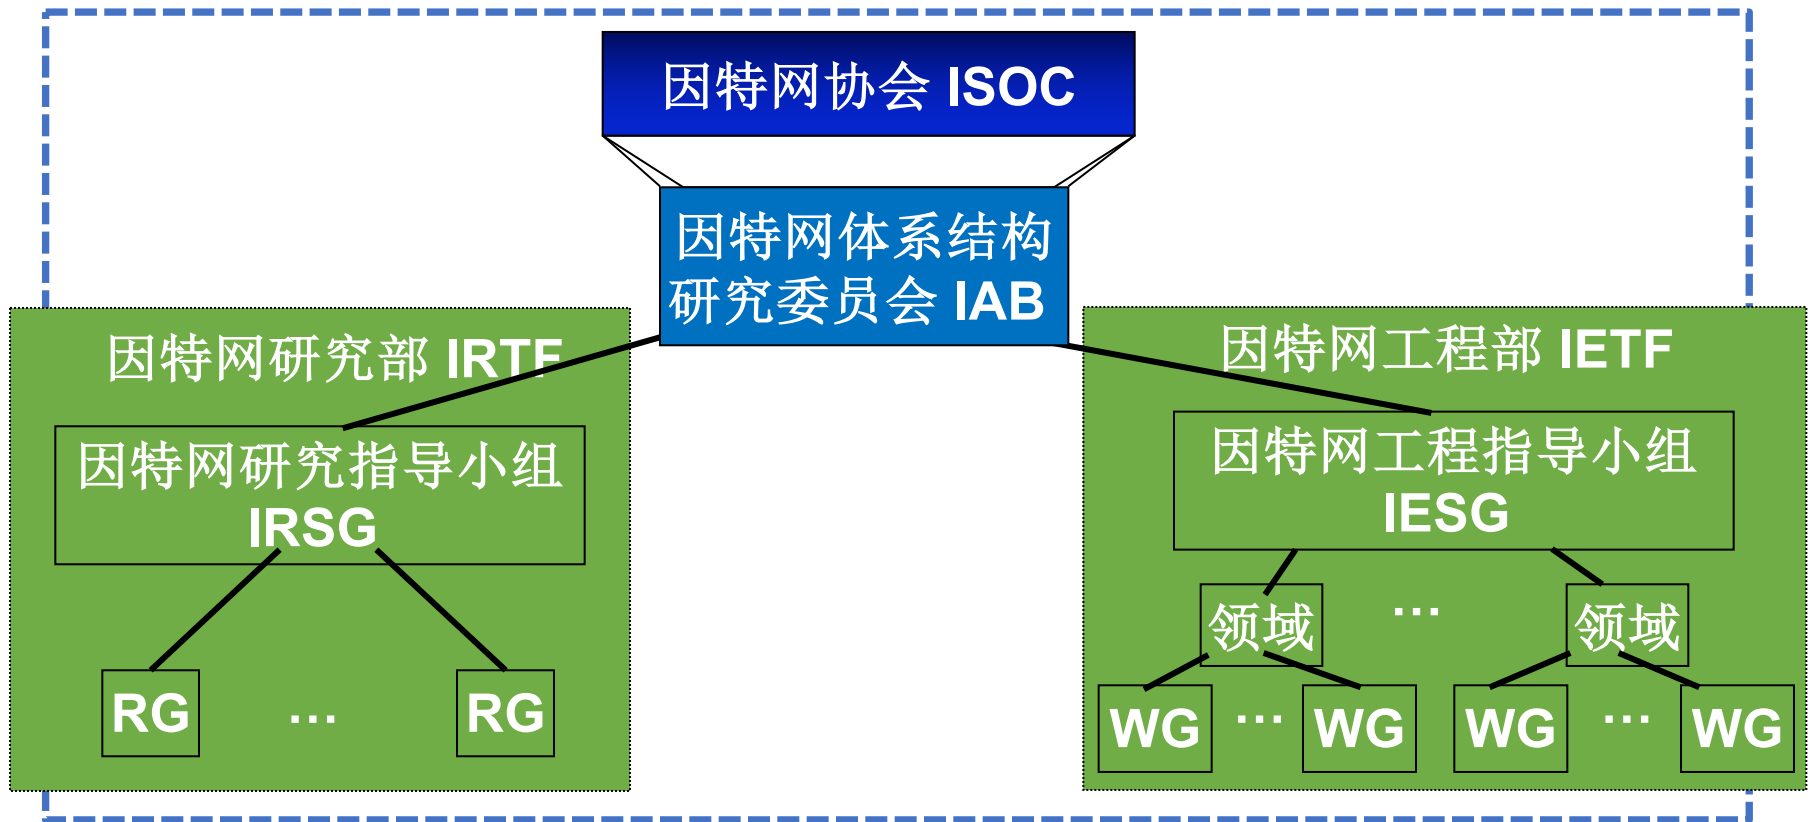 因特网协会 ISOC
因特网体系结构
研究委员会 IAB
因特网研究部 IRTF
因特网研究指导小组
IRSG
RG … RG
因特网工程部 IETF
因特网工程指导小组
IESG
领域 … 领域
WG … WG WG … WG